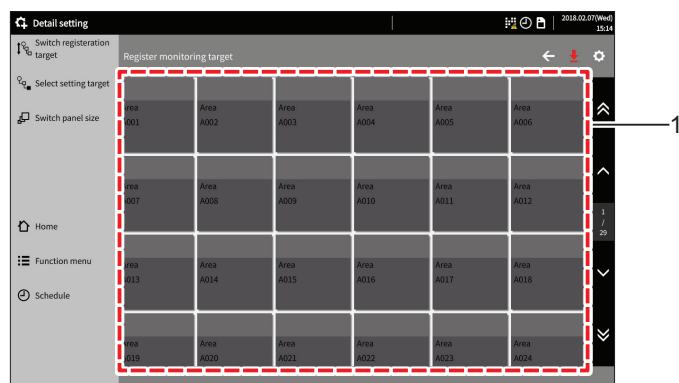 Detail setting
2018.02.07(Wed)
15:14
Switch registeration
target
Select setting target
Switch panel size
Home
Function menu
Schedule
Register monitoring target
Area
A001
Area
A002
Area
A003
Area
A004
Area
A005
Area
A006
Area
A007
Area
A008
Area
A009
Area
A010
Area
A011
Area
A012
Area
A013
Area
A014
Area
A015
Area
A016
Area
A017
Area
A018
Area
A019
Area
A020
Area
A021
Area
A022
Area
A023
Area
A024
1
/
29
1